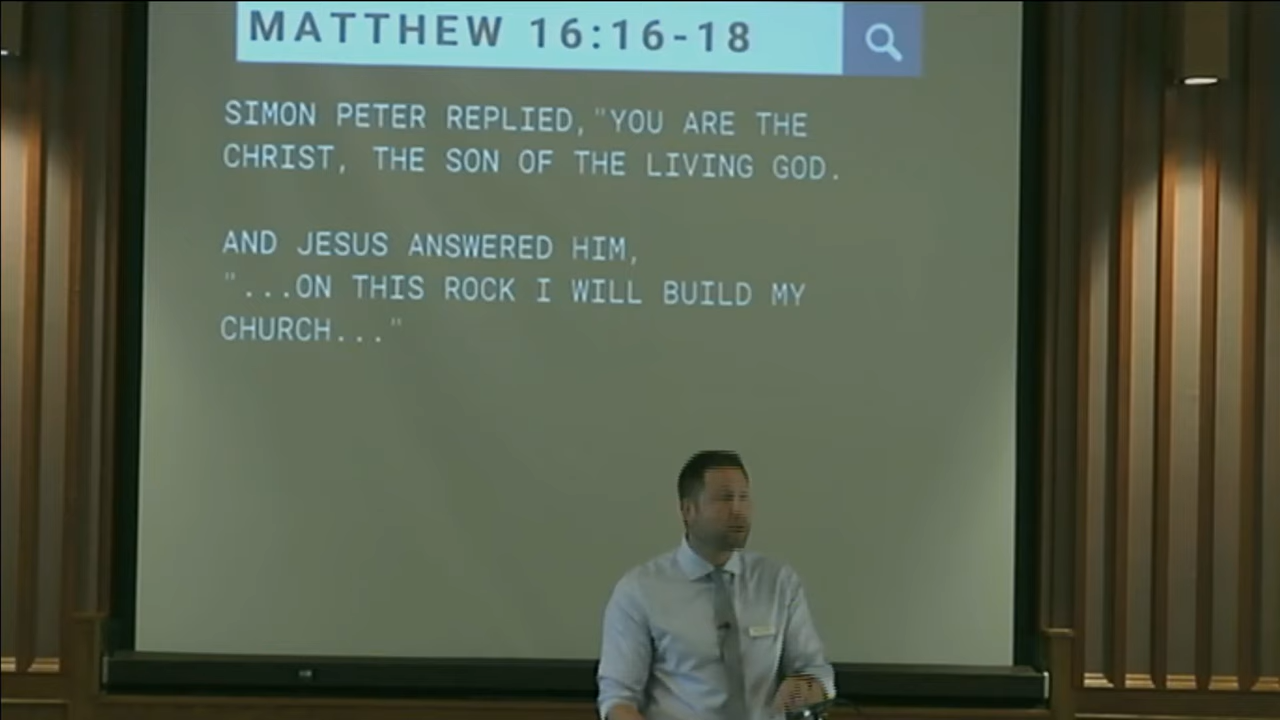 MATTHEW 16:16-18
SIMON PETER REPLIED, "YOU ARE THE
CHRIST, THE SON OF THE LIVING GOD.
AND JESUS ANSWERED HIM,
"...ON THIS ROCK I WILL BUILD MY
CHURCH..."